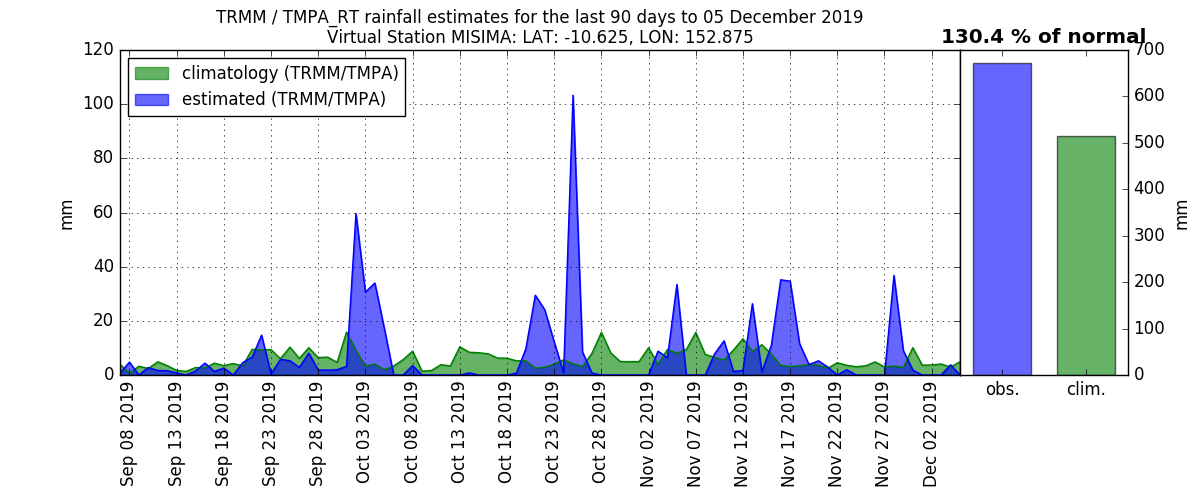 TRMM / TMPA_RT rainfall estimates for the last 90 days to 05 December 2019
Virtual Station MISIMA: LAT: -10.625, LON: 152.875
130.4 % of normal
climatology (TRMM/TMPA)
estimated (TRMM/TMPA)
120
100
80
60
40
20
0
mm
Sep 08 2019
Sep 13 2019
Sep 18 2019
Sep 23 2019
Sep 28 2019
Oct 03 2019
Oct 08 2019
Oct 13 2019
Oct 18 2019
Oct 23 2019
Oct 28 2019
Nov 02 2019
Nov 07 2019
Nov 12 2019
Nov 17 2019
Nov 22 2019
Nov 27 2019
Dec 02 2019
obs.
clim.
700
600
500
400
300
200
100
0
mm